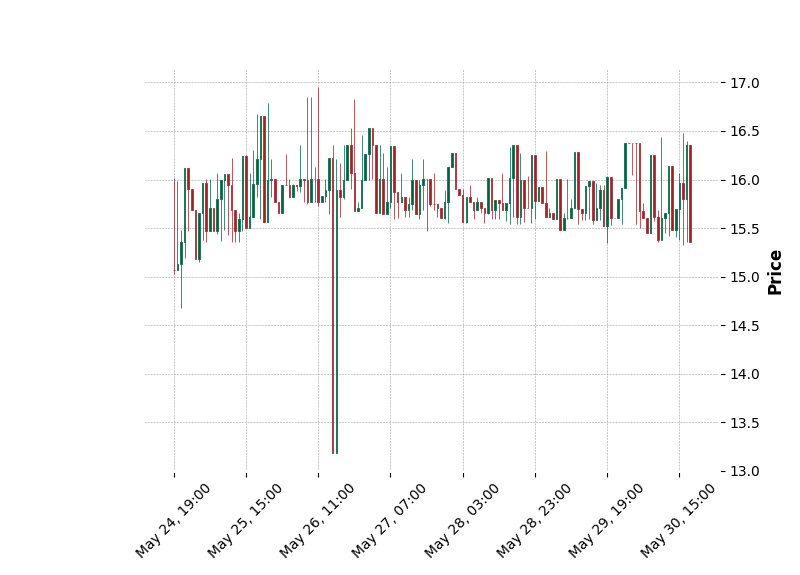 17.0
16.5
16.0
15.5
15.0
14.5
14.0
13.5
13.0
Price
May 24, 19:00
May 25, 15:00
May 26, 11:00
May 27, 07:00
May 28, 03:00
May 28, 23:00
May 29, 19:00
May 30, 15:00